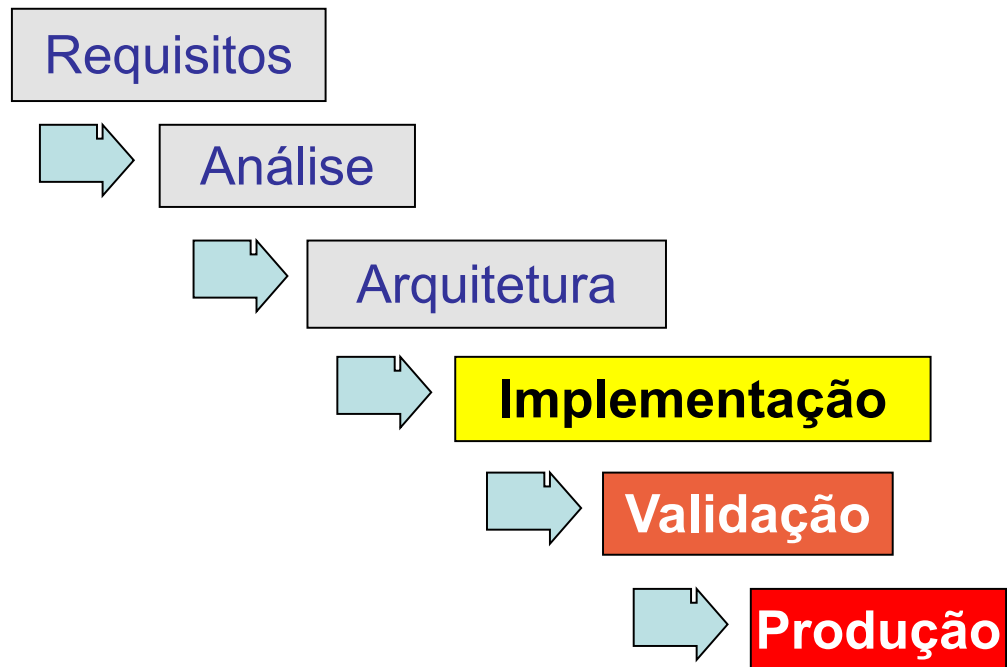 Requisitos
Análise
Arquitetura
Implementação
Validação
Produção